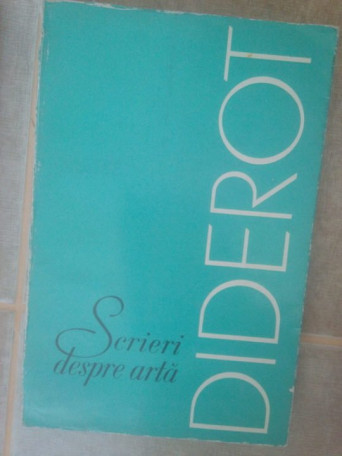 DIDEROT
Scrieri
despre artă